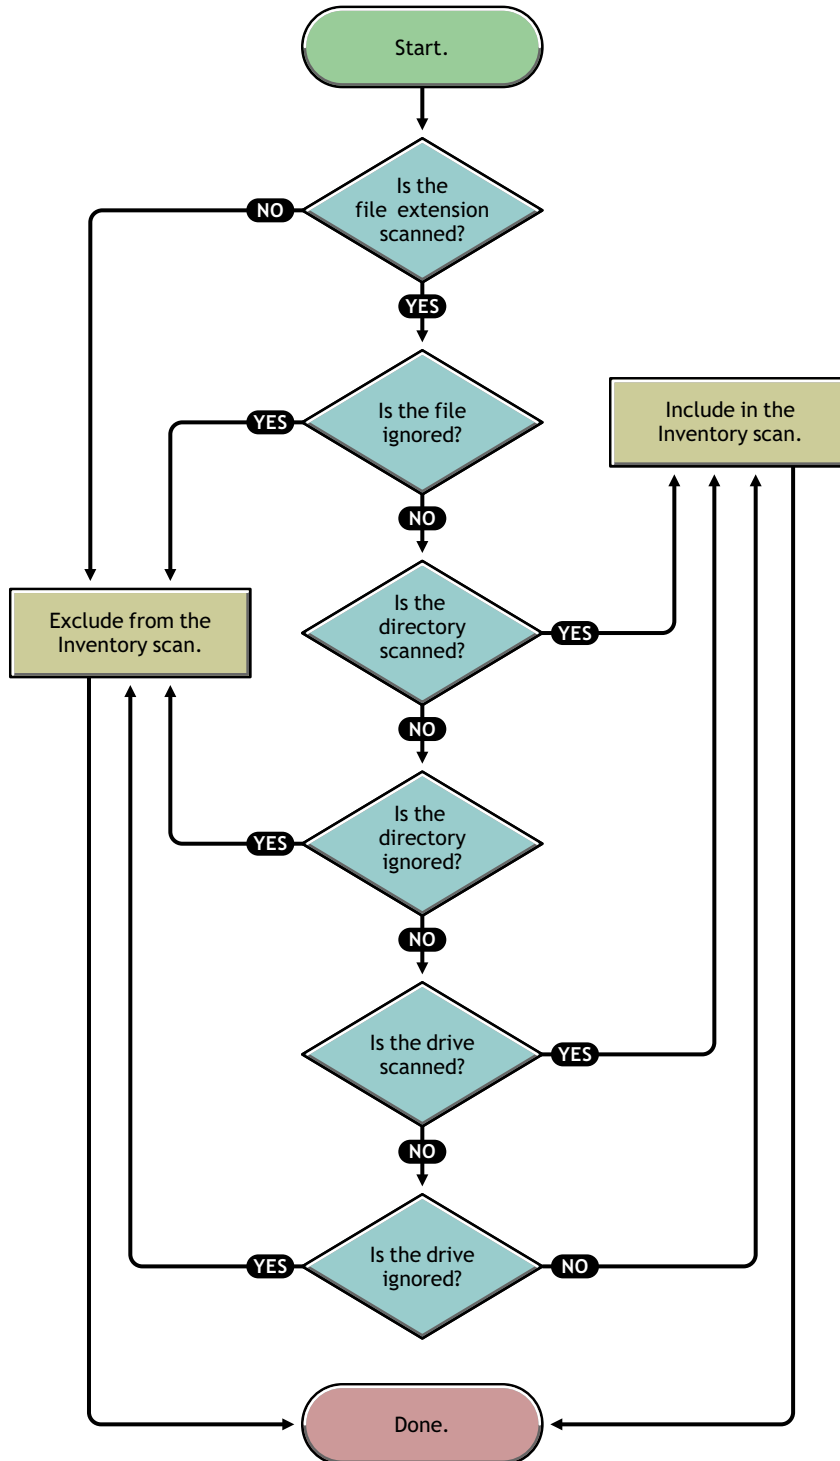 Start.
Is the
file extension
scanned?
NO
YES
Is the file
ignored?
YES
NO
Include in the
Inventory scan.
Is the
directory
scanned?
YES
NO
Exclude from the
Inventory scan.
Is the
directory
ignored?
YES
NO
Is the drive
scanned?
YES
NO
Is the drive
ignored?
YES
NO
Done.